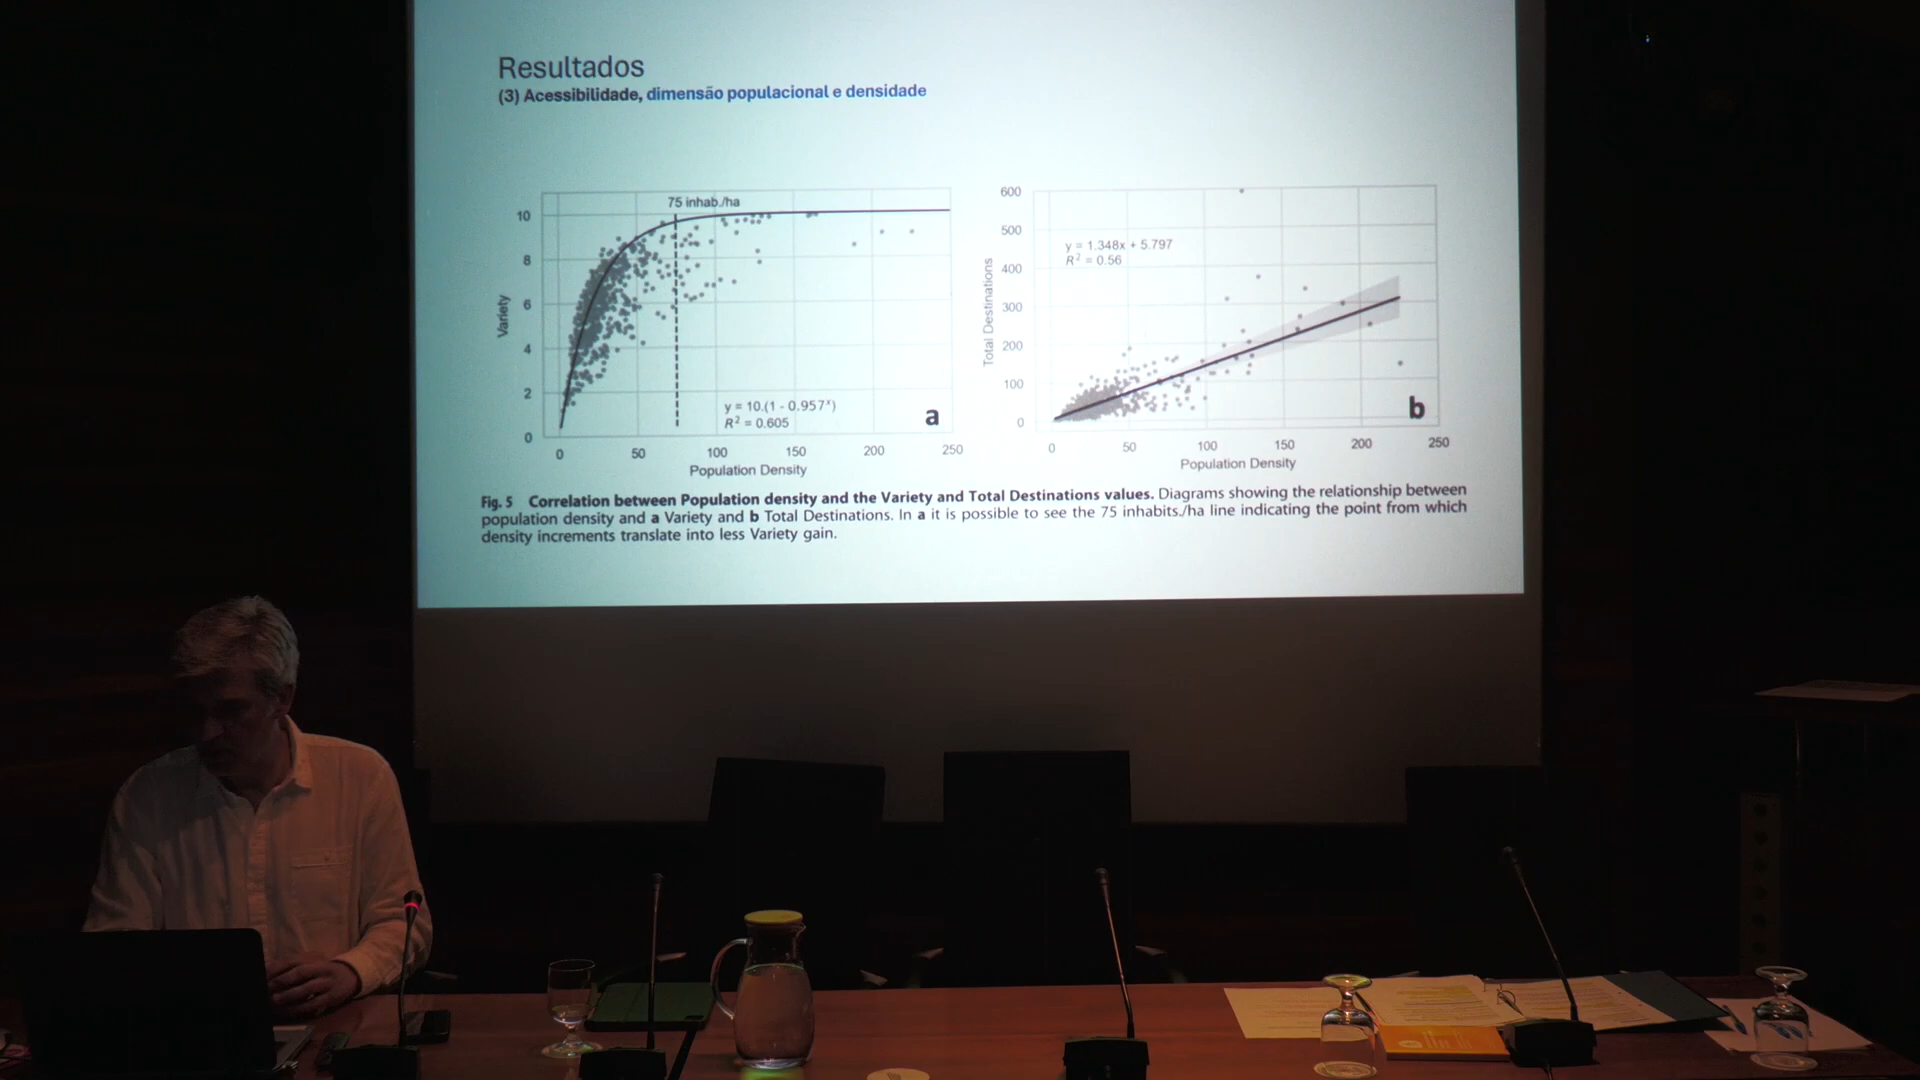 Resultados
(3) Acessibilidade, dimensão populacional e densidade
75 inhab./ha
10
8
6
4
2
0
Variety
y = 10.(1 - 0.957ˣ)
R² = 0.605
a
0 50 100 150 200 250
Population Density
600
500
400
300
200
100
0
Total Destinations
y = 1.348x + 5.797
R² = 0.56
b
0 50 100 150 200 250
Population Density
Fig. 5 Correlation between Population density and the Variety and Total Destinations values. Diagrams showing the relationship between
population density and a Variety and b Total Destinations. In a it is possible to see the 75 inhabits./ha line indicating the point from which
density increments translate into less Variety gain.